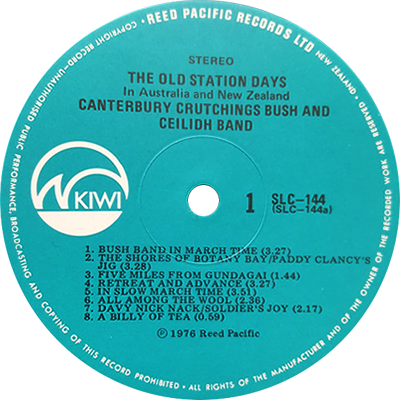 REED PACIFIC RECORDS LTD
NEW ZEALAND. ALL RIGHTS OF THE MANUFACTURER AND OF THE OWNER OF THE RECORDED WORK ARE RESERVED
COPYRIGHT RECORD-UNAUTHORISED PUBLIC PERFORMANCE, BROADCASTING AND COPYING OF THIS RECORD PROHIBITED •
STEREO
THE OLD STATION DAYS
In Australia and New Zealand
CANTERBURY CRUTCHINGS BUSH AND
CEILIDH BAND
KIWI
1
SLC-144
(SLC-144a)
1. BUSH BAND IN MARCH TIME (3.27)
2. THE SHORES OF BOTANY BAY/PADDY CLANCY'S
JIG (3.28)
3. FIVE MILES FROM GUNDAGAI (1.44)
4. RETREAT AND ADVANCE (3.27)
5. IN SLOW MARCH TIME (3.51)
6. ALL AMONG THE WOOL (2.36)
7. DAVY NICK NACK/SOLDIER'S JOY (2.17)
8. A BILLY OF TEA (0.59)
℗ 1976 Reed Pacific